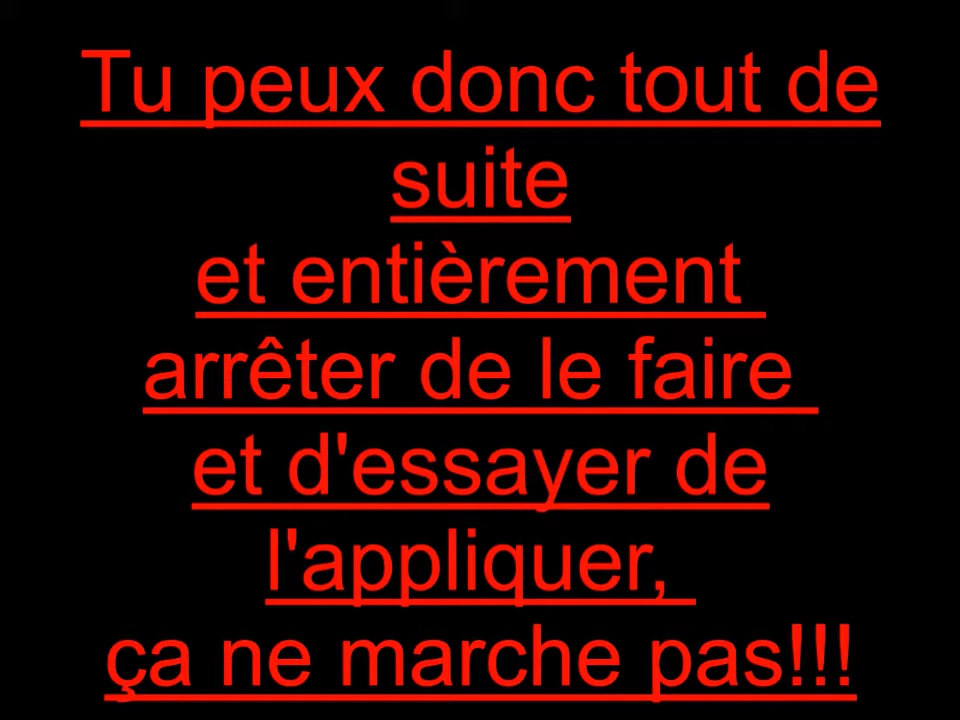 Tu peux donc tout de
suite
et entièrement
arrêter de le faire
et d'essayer de
l'appliquer,
ça ne marche pas!!!